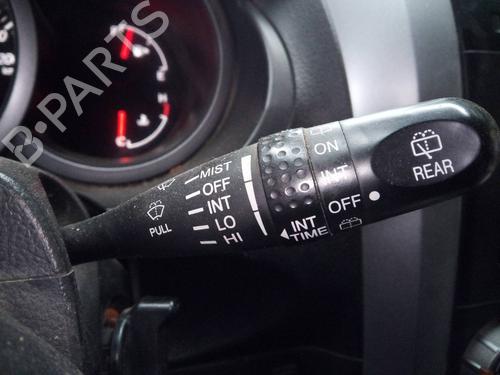 B-PARTS
E
H
MIST
OFF
INT
LO
HI
PULL
INT
TIME
ON
INT
OFF
REAR